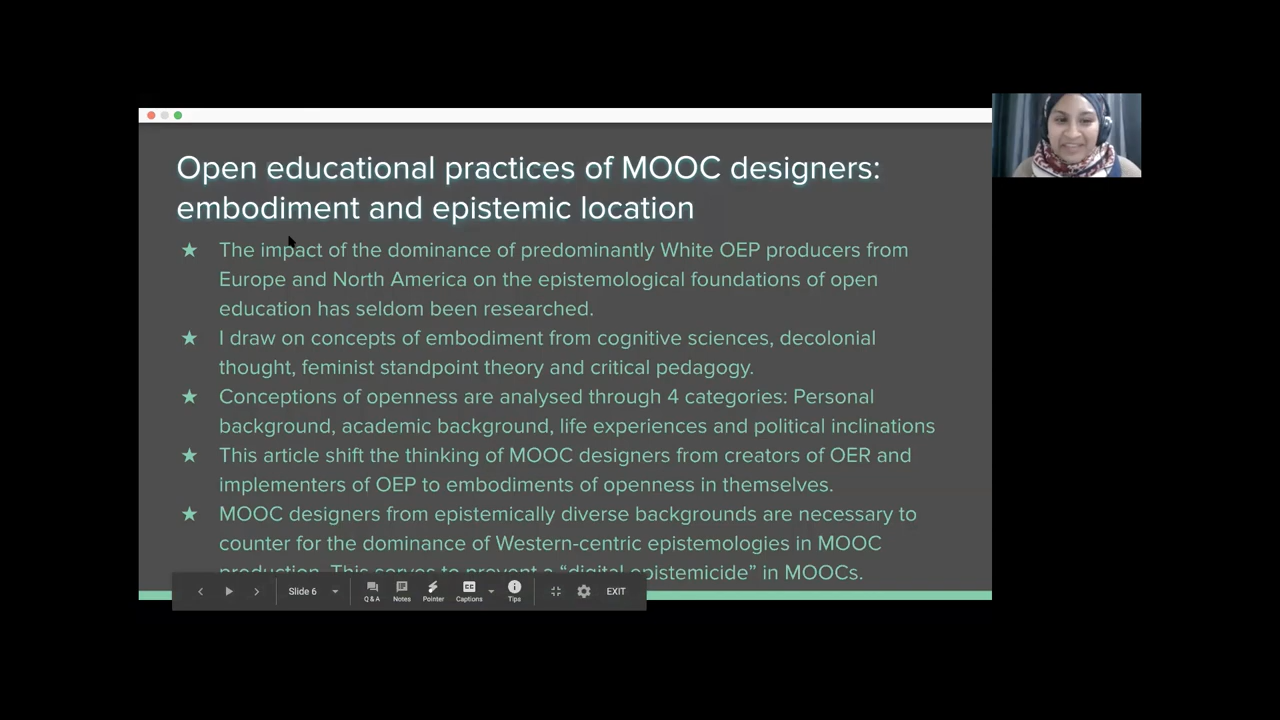 Open educational practices of MOOC designers:
embodiment and epistemic location
★ The impact of the dominance of predominantly White OEP producers from
Europe and North America on the epistemological foundations of open
education has seldom been researched.
★ I draw on concepts of embodiment from cognitive sciences, decolonial
thought, feminist standpoint theory and critical pedagogy.
★ Conceptions of openness are analysed through 4 categories: Personal
background, academic background, life experiences and political inclinations
★ This article shift the thinking of MOOC designers from creators of OER and
implementers of OEP to embodiments of openness in themselves.
★ MOOC designers from epistemically diverse backgrounds are necessary to
counter for the dominance of Western-centric epistemologies in MOOC
production. This serves to prevent a “digital epistemicide” in MOOCs.
Slide 6 Q & A Notes Pointer Captions Tips EXIT